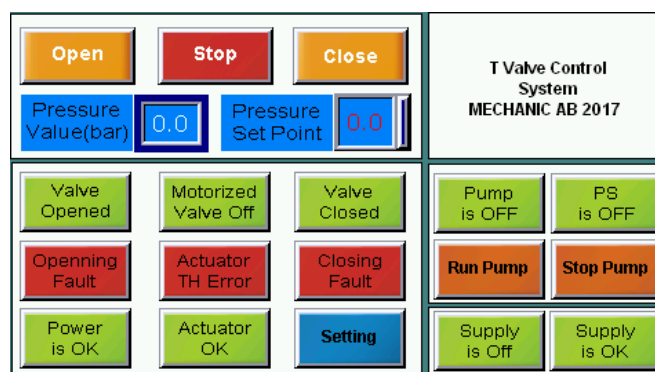 Open
Stop
Close
Pressure
Value(bar)
0.0
Pressure
Set Point
0.0
T Valve Control
System
MECHANIC AB 2017
Valve
Opened
Motorized
Valve Off
Valve
Closed
Openning
Fault
Actuator
TH Error
Closing
Fault
Power
is OK
Actuator
OK
Setting
Pump
is OFF
PS
is OFF
Run Pump
Stop Pump
Supply
is Off
Supply
is OK